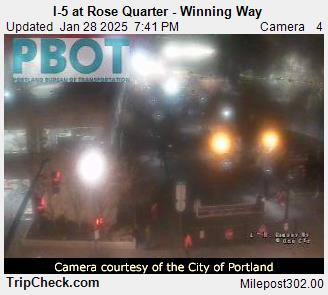 I-5 at Rose Quarter - Winning Way
Updated Jan 28 2025 7:41 PM Camera 4
PBOT
PORTLAND BUREAU OF TRANSPORTATION
Camera courtesy of the City of Portland
TripCheck.com Milepost302.00